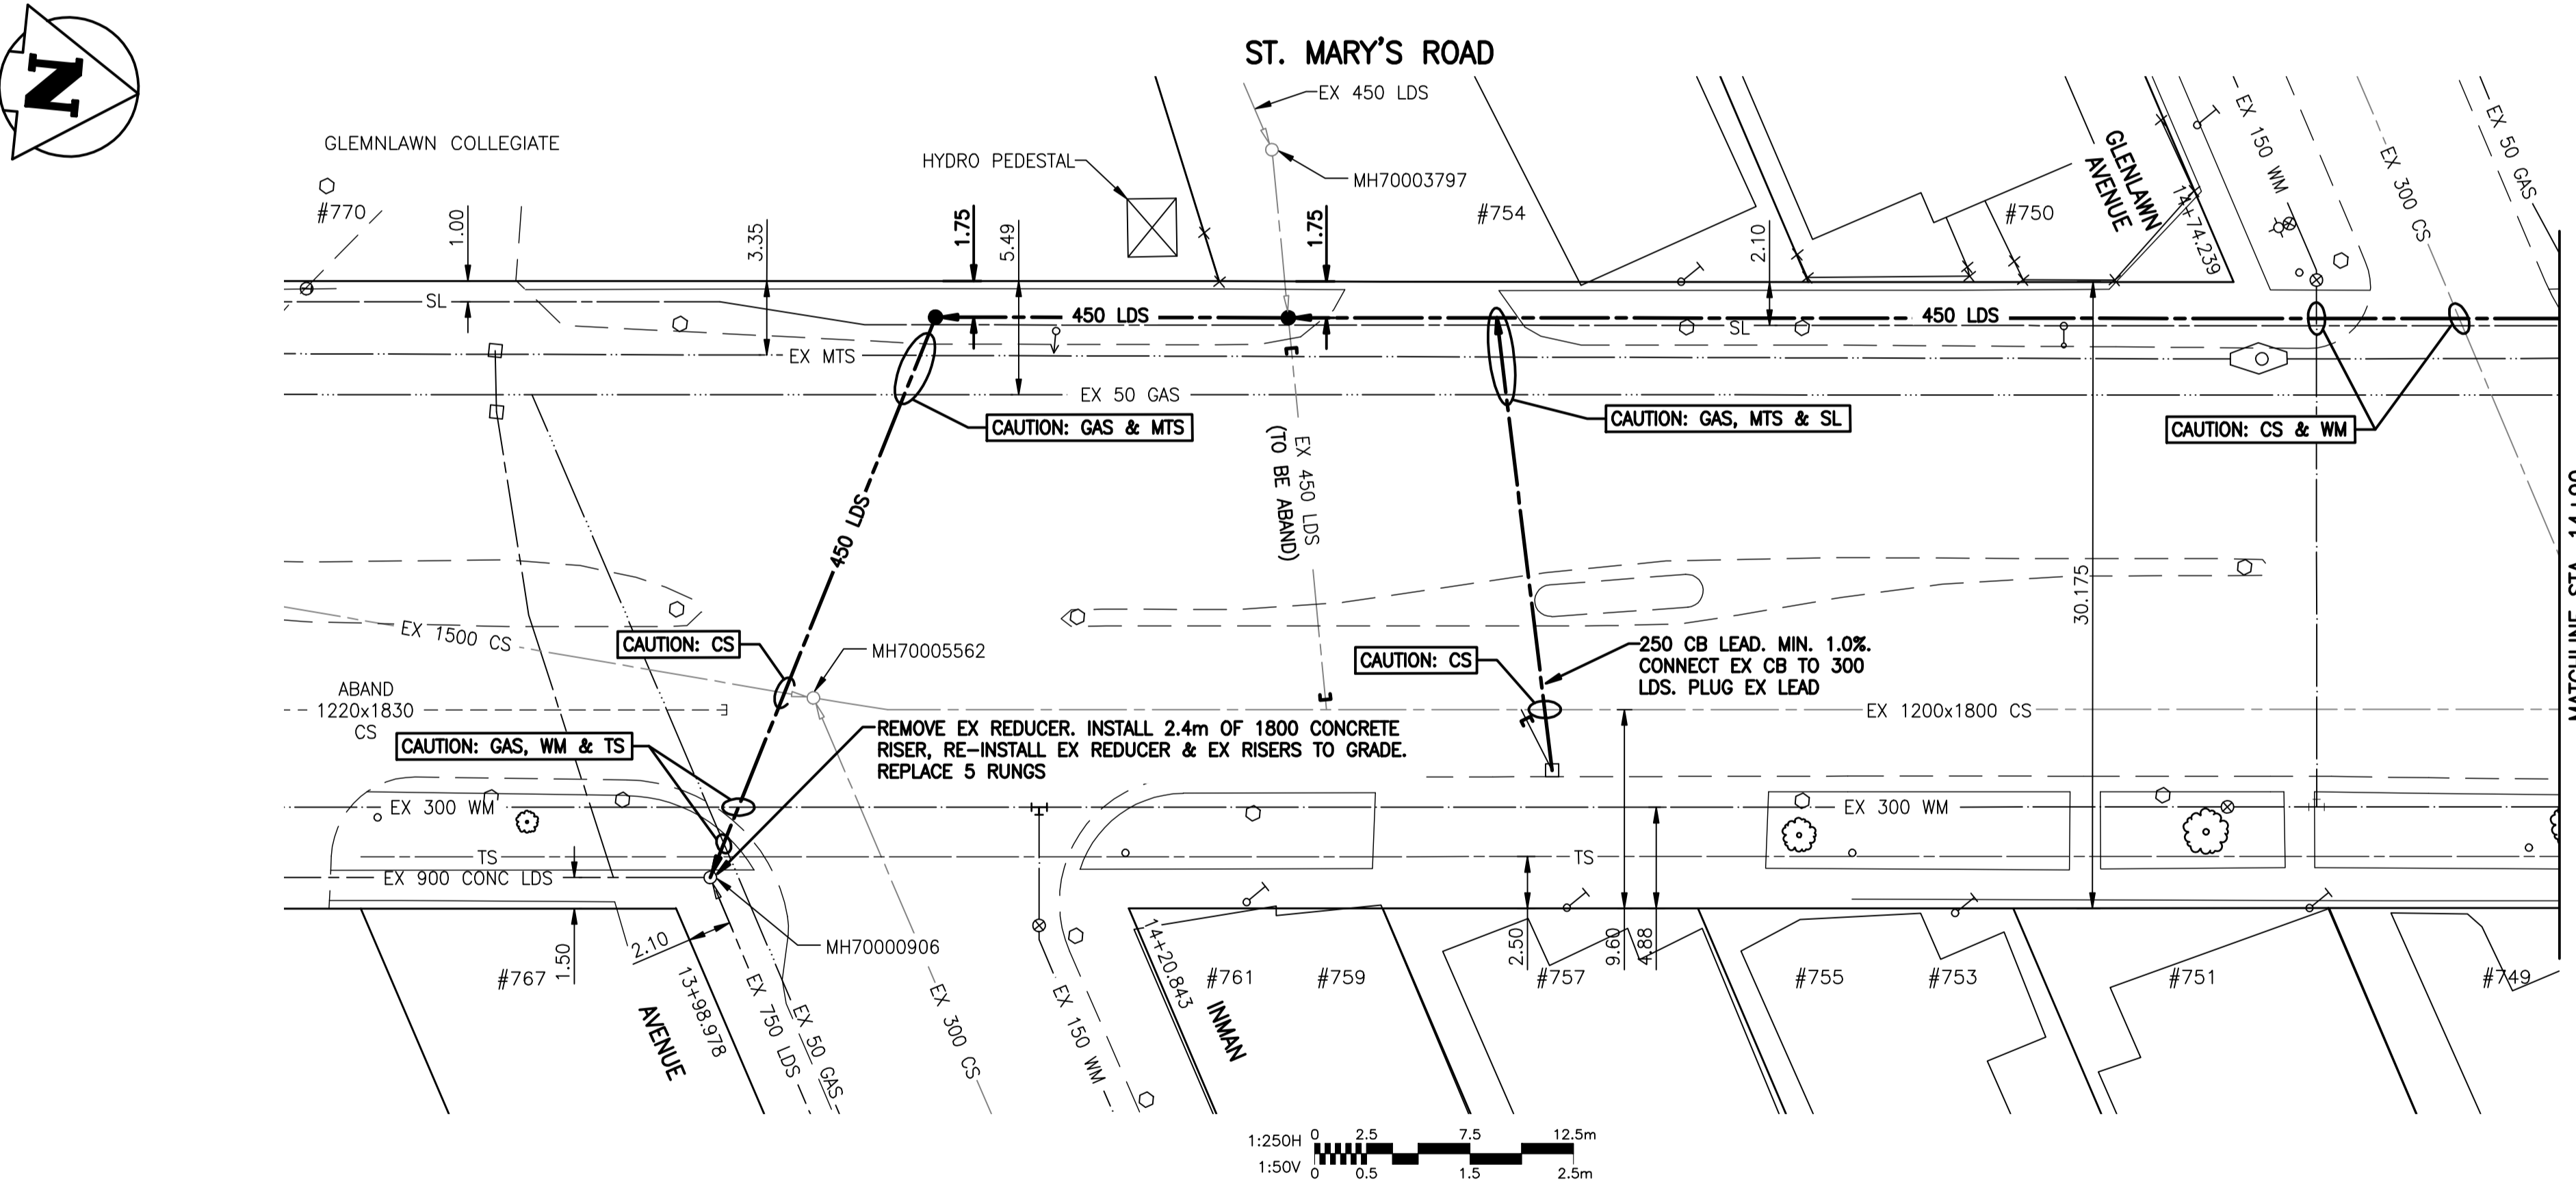 N
ST. MARY'S ROAD
EX 450 LDS
GLEMNLAWN COLLEGIATE
HYDRO PEDESTAL
MH70003797
#770
1.00
3.35
1.75
5.49
1.75
#754
2.10
#750
GLENLAWN
AVENUE
14+74.239
EX 150 WM
EX 300 CS
EX 50 GAS
SL
450 LDS
SL
450 LDS
EX MTS
EX 50 GAS
CAUTION: GAS & MTS
CAUTION: GAS, MTS & SL
CAUTION: CS & WM
450 LDS
EX 450 LDS
(TO BE ABAND)
30.175
EX 1500 CS
CAUTION: CS
MH70005562
CAUTION: CS
250 CB LEAD. MIN. 1.0%.
CONNECT EX CB TO 300
LDS. PLUG EX LEAD
ABAND
1220x1830
CS
EX 1200x1800 CS
CAUTION: GAS, WM & TS
REMOVE EX REDUCER. INSTALL 2.4m OF 1800 CONCRETE
RISER, RE-INSTALL EX REDUCER & EX RISERS TO GRADE.
REPLACE 5 RUNGS
EX 300 WM
EX 300 WM
TS
TS
EX 900 CONC LDS
MH70000906
2.10
1.50
#767
AVENUE
13+98.978
EX 750 LDS
EX 50 GAS
EX 300 CS
EX 150 WM
14+20.843
INMAN
#761
#759
2.50
#757
9.60
4.88
#755
#753
#751
#749
1:250H
0
2.5
7.5
12.5m
1:50V
0
0.5
1.5
2.5m